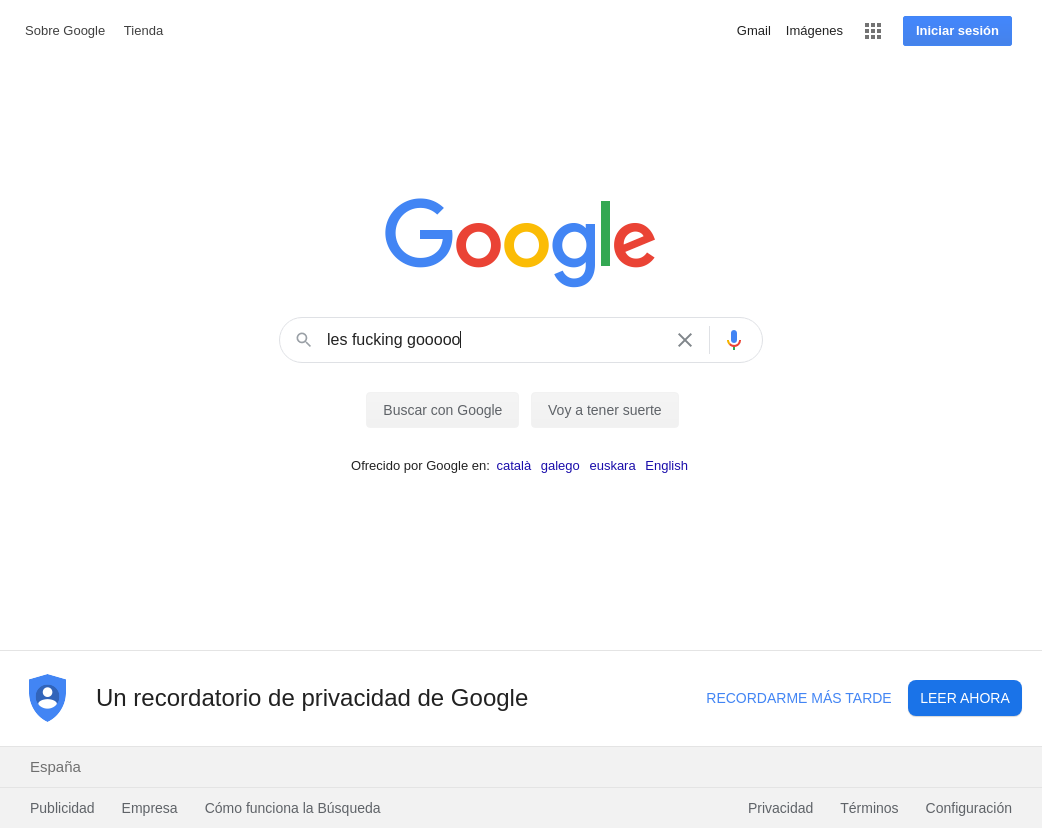 Sobre Google Tienda Gmail Imágenes Iniciar sesión
Google
les fucking gooooo
Buscar con Google Voy a tener suerte
Ofrecido por Google en: català galego euskara English
Un recordatorio de privacidad de Google RECORDARME MÁS TARDE LEER AHORA
España
Publicidad Empresa Cómo funciona la Búsqueda Privacidad Términos Configuración